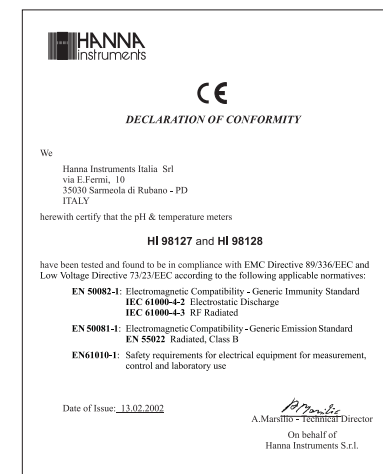 HANNA
instruments
CE
DECLARATION OF CONFORMITY
We
Hanna Instruments Italia Srl
via E.Fermi, 10
35030 Sarmeola di Rubano - PD
ITALY
herewith certify that the pH & temperature meters
HI 98127 and HI 98128
have been tested and found to be in compliance with EMC Directive 89/336/EEC and
Low Voltage Directive 73/23/EEC according to the following applicable normatives:
EN 50082-1: Electromagnetic Compatibility - Generic Immunity Standard
IEC 61000-4-2 Electrostatic Discharge
IEC 61000-4-3 RF Radiated
EN 50081-1: Electromagnetic Compatibility - Generic Emission Standard
EN 55022 Radiated, Class B
EN61010-1: Safety requirements for electrical equipment for measurement,
control and laboratory use
Date of Issue: 13.02.2002
A.Marsilio - Technical Director
On behalf of
Hanna Instruments S.r.l.